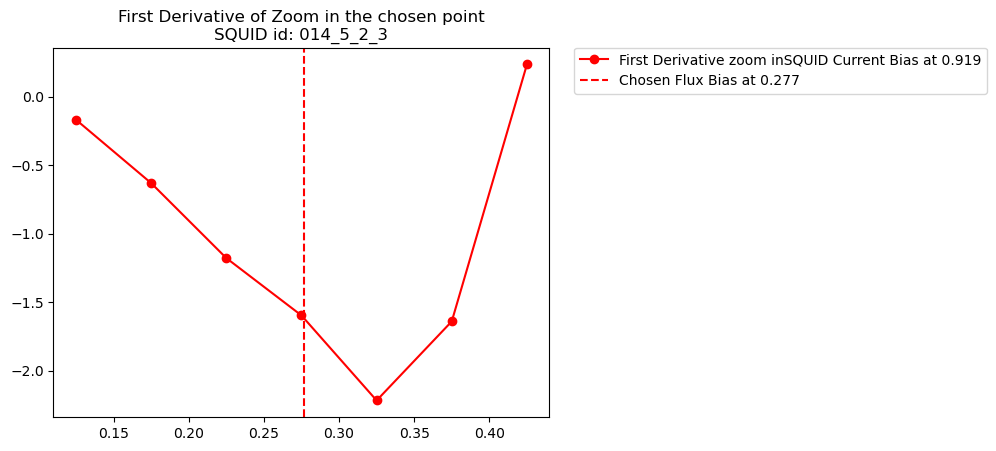 First Derivative of Zoom in the chosen point
SQUID id: 014_5_2_3
First Derivative zoom inSQUID Current Bias at 0.919
Chosen Flux Bias at 0.277
0.0
−0.5
−1.0
−1.5
−2.0
0.15 0.20 0.25 0.30 0.35 0.40